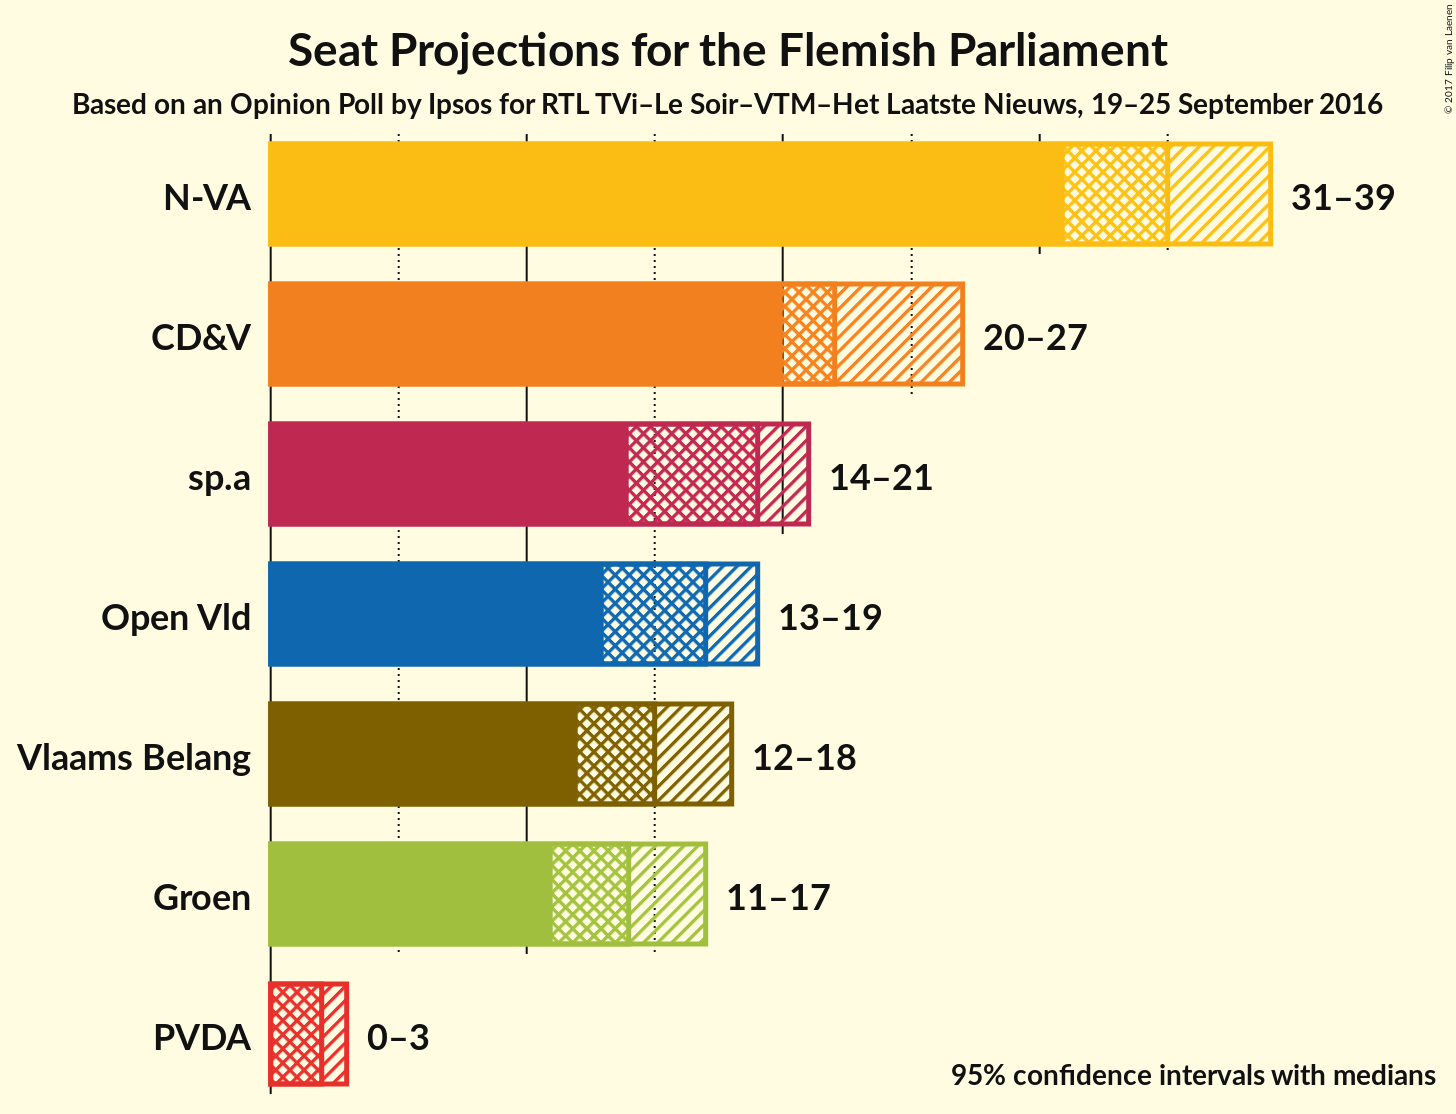 Seat Projections for the Flemish Parliament
Based on an Opinion Poll by Ipsos for RTL TVi–Le Soir–VTM–Het Laatste Nieuws, 19–25 September 2016
© 2017 Filip van Laenen
N-VA 31–39
CD&V 20–27
sp.a 14–21
Open Vld 13–19
Vlaams Belang 12–18
Groen 11–17
PVDA 0–3
95% confidence intervals with medians